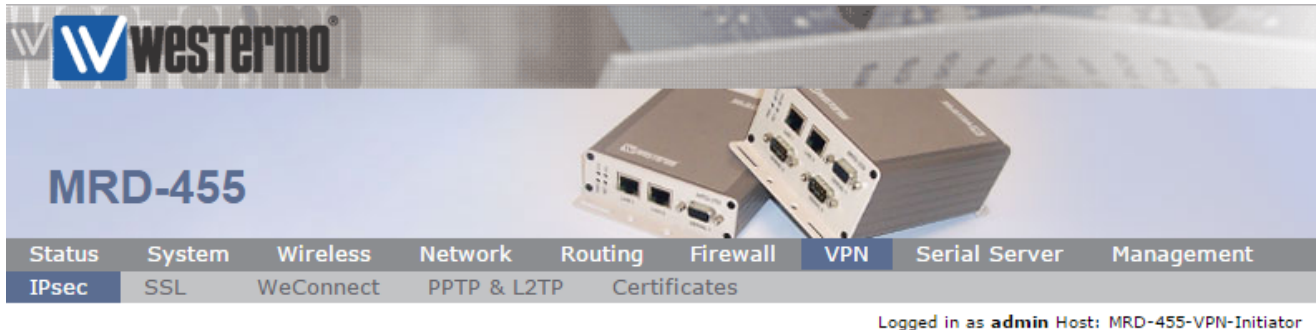 WESTERMO
MRD-455
Status System Wireless Network Routing Firewall VPN Serial Server Management
IPsec SSL WeConnect PPTP & L2TP Certificates
Logged in as admin Host: MRD-455-VPN-Initiator